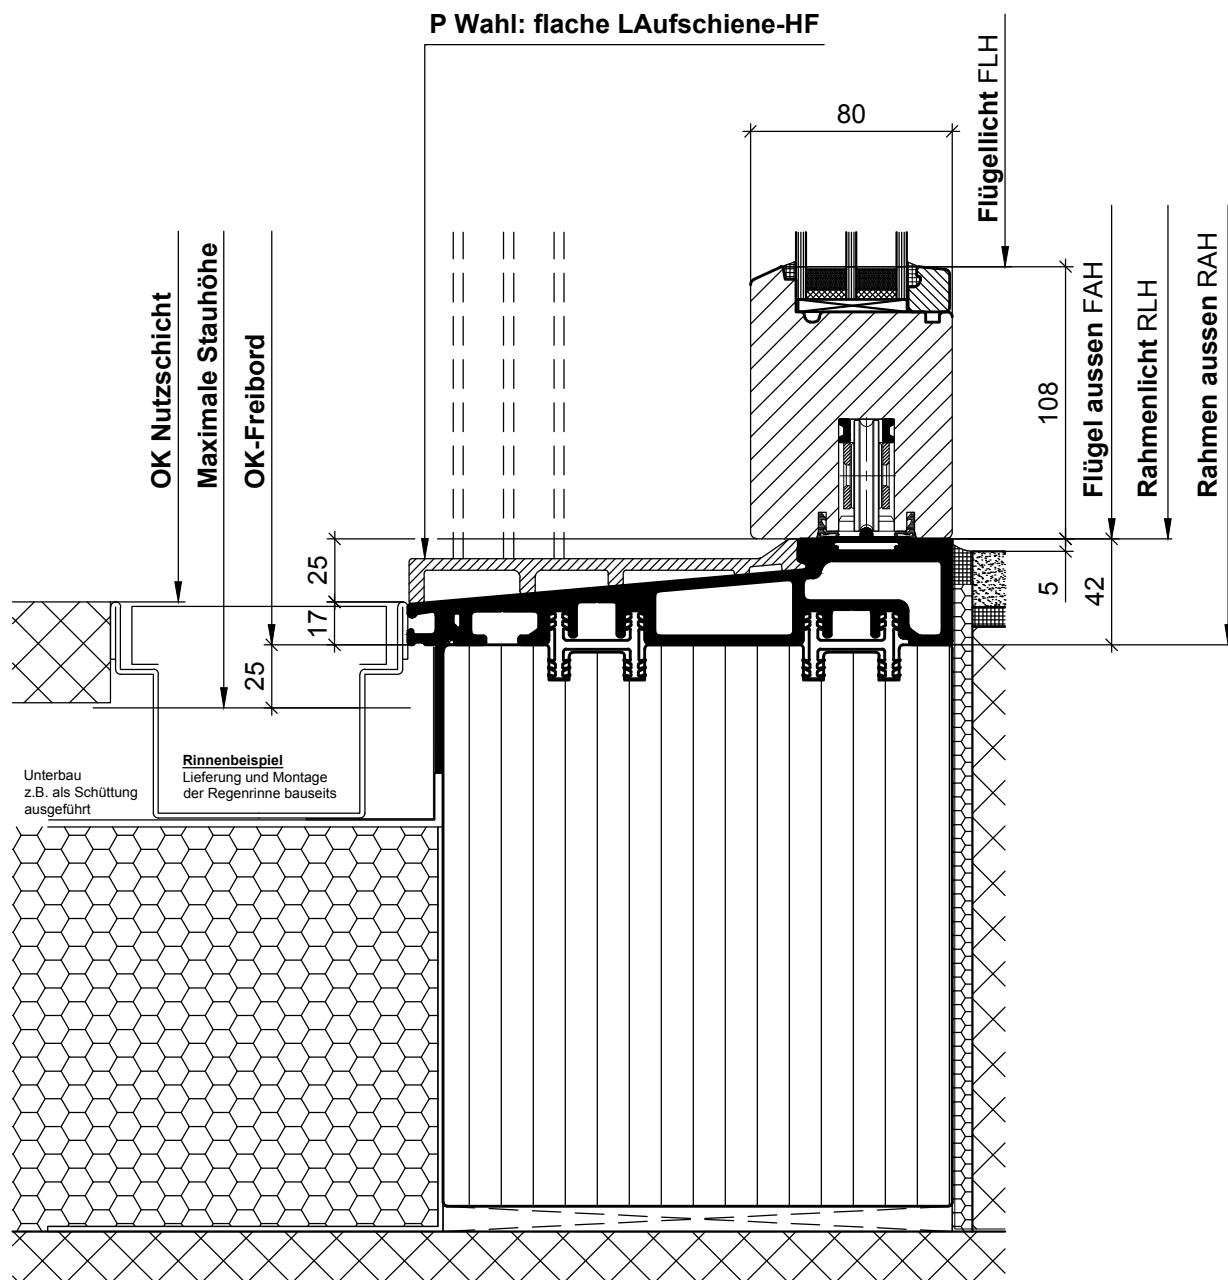 P Wahl: flache LAufschiene-HF
80
Flügellicht FLH
OK Nutzschicht
Maximale Stauhöhe
OK-Freibord
108
Flügel aussen FAH
Rahmenlicht RLH
Rahmen aussen RAH
25
17
25
5
42
Rinnenbeispiel
Lieferung und Montage
der Regenrinne bauseits
Unterbau
z.B. als Schüttung
ausgeführt